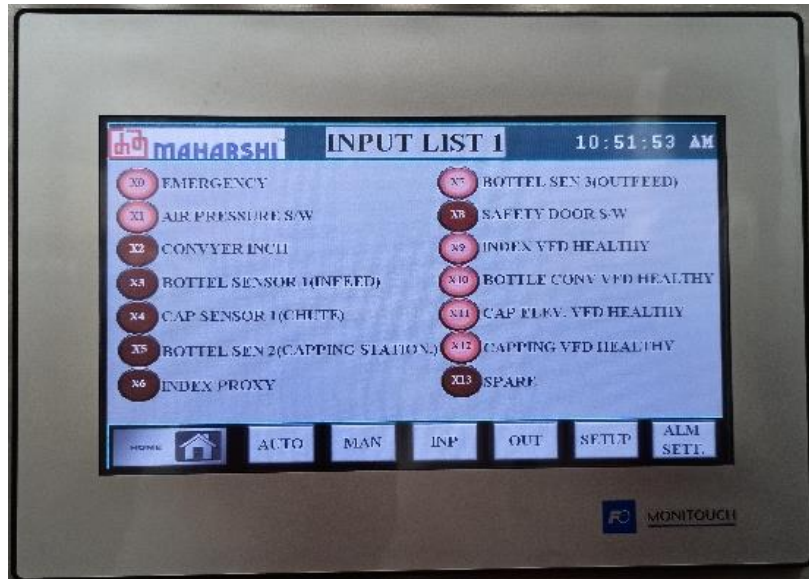 MAHARSHI
INPUT LIST 1
10:51:53 AM
X0 EMERGENCY
X1 AIR PRESSURE S/W
X2 CONVYER INCH
X3 BOTTEL SENSOR 1(INFEED)
X4 CAP SENSOR 1(CHUTE)
X5 BOTTEL SEN 2(CAPPING STATION.)
X6 INDEX PROXY
X7 BOTTEL SEN 3(OUTFEED)
X8 SAFETY DOOR S/W
X9 INDEX VFD HEALTHY
X10 BOTTLE CONV VFD HEALTHY
X11 CAP ELEV. VFD HEALTHY
X12 CAPPING VFD HEALTHY
X13 SPARE
HOME
AUTO
MAN
INP
OUT
SETUP
ALM
SETT.
MONITOUCH